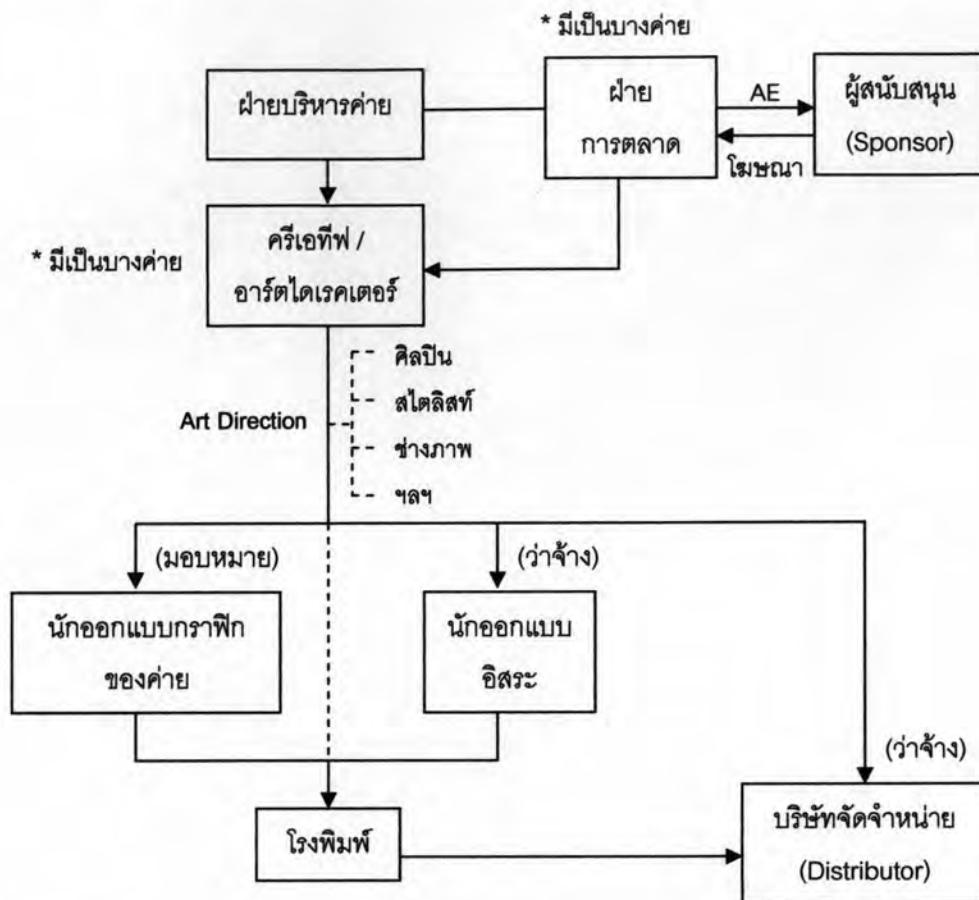 * มีเป็นบางค่าย
ฝ่ายบริหารค่าย
ฝ่าย
การตลาด
AE
โฆษณา
ผู้สนับสนุน
(Sponsor)
* มีเป็นบางค่าย
ครีเอทีฟ /
อาร์ตไดเรคเตอร์
Art Direction
ศิลปิน
สไตลิสท์
ช่างภาพ
ฯลฯ
(มอบหมาย)
(ว่าจ้าง)
นักออกแบบกราฟิก
ของค่าย
นักออกแบบ
อิสระ
(ว่าจ้าง)
โรงพิมพ์
บริษัทจัดจำหน่าย
(Distributor)